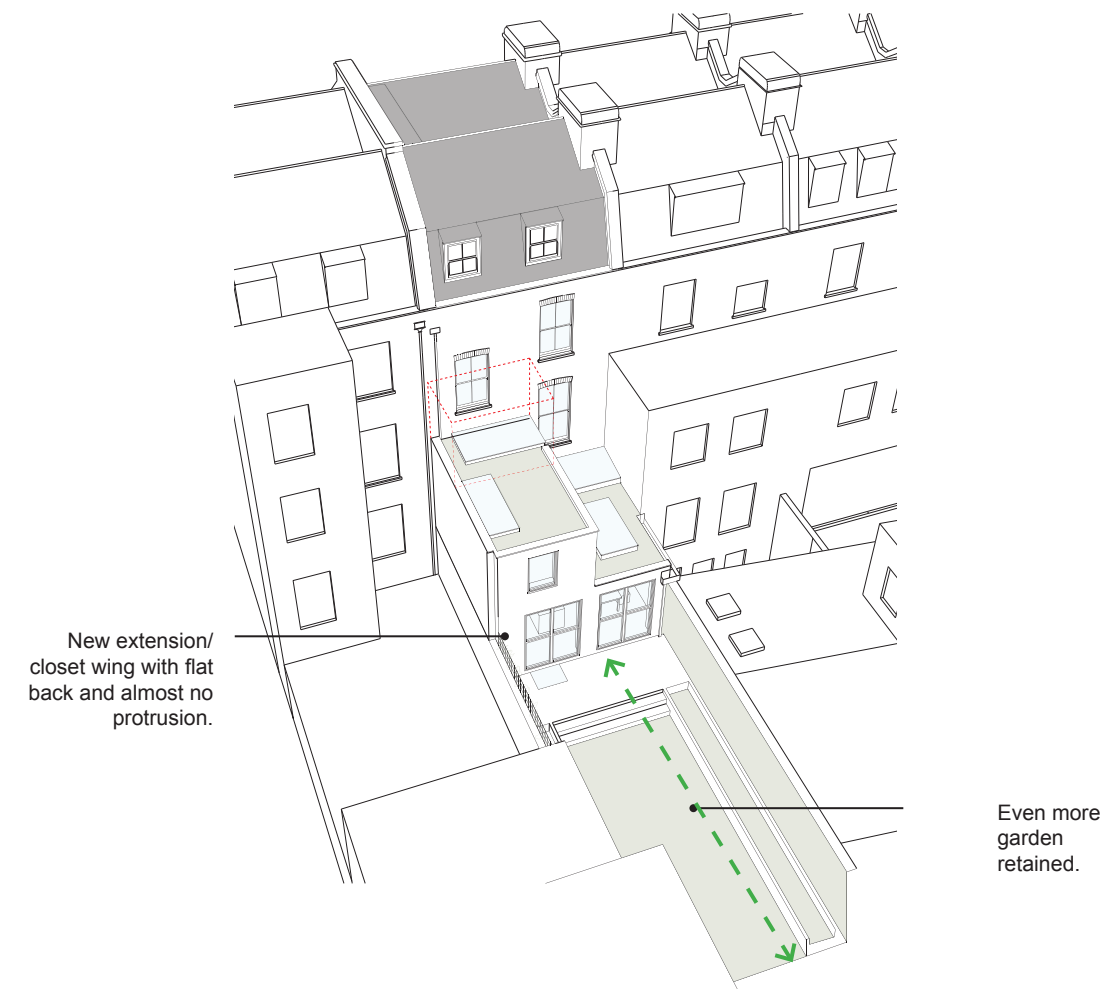 New extension/
closet wing with flat
back and almost no
protrusion.
Even more
garden
retained.